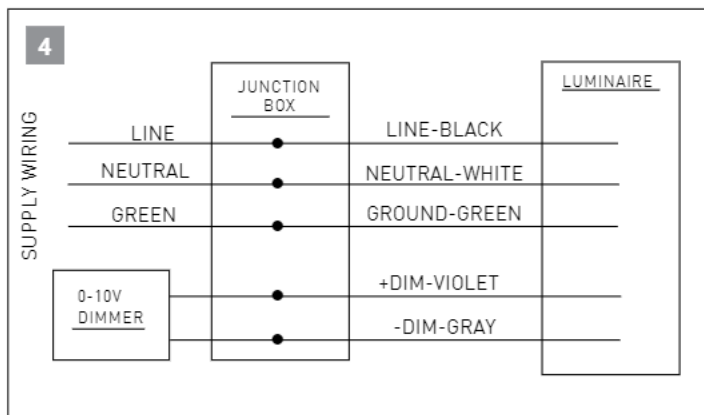 4
SUPPLY WIRING
JUNCTION
BOX
LUMINAIRE
LINE
LINE-BLACK
NEUTRAL
NEUTRAL-WHITE
GREEN
GROUND-GREEN
0-10V
DIMMER
+DIM-VIOLET
-DIM-GRAY